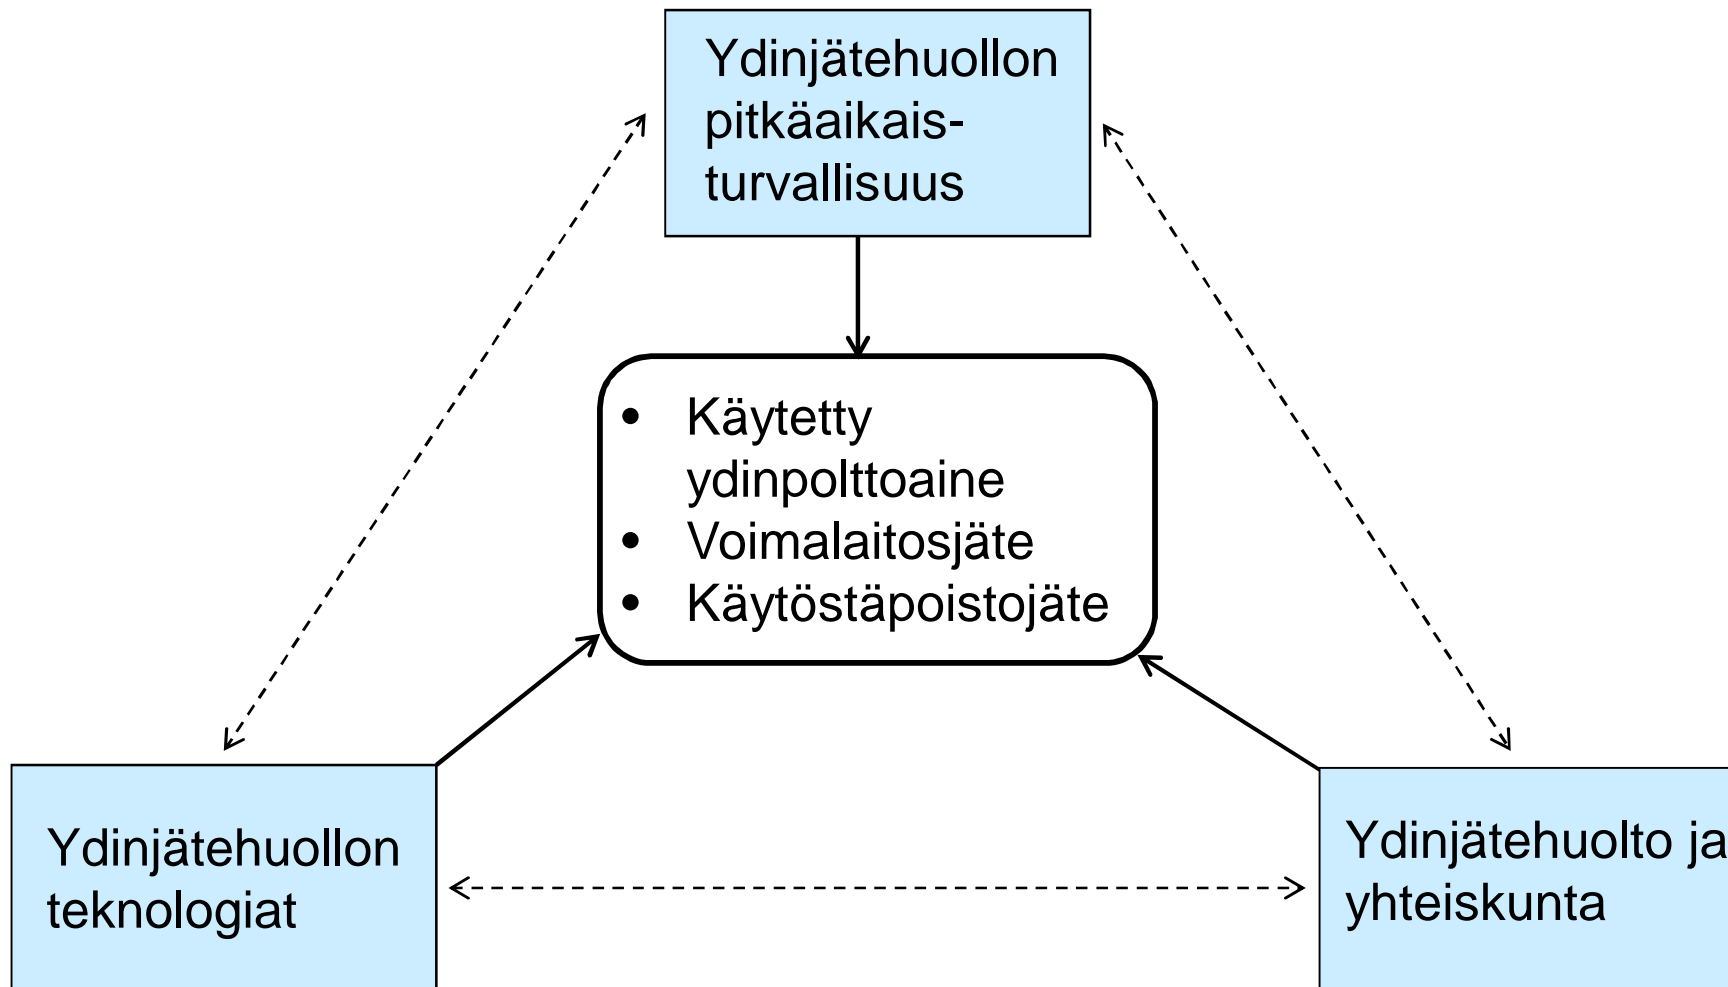 Ydinjätehuollon
pitkäaikais-
turvallisuus
• Käytetty
ydinpolttoaine
• Voimalaitosjäte
• Käytöstäpoistojäte
Ydinjätehuollon
teknologiat
Ydinjätehuolto ja
yhteiskunta